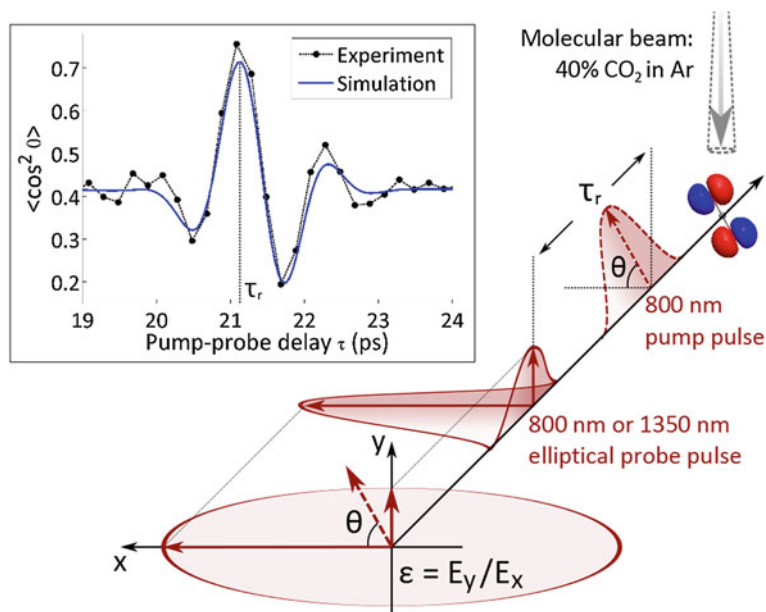 Molecular beam:
40% CO₂ in Ar
<cos² θ>
0.7
0.6
0.5
0.4
0.3
0.2
Experiment
Simulation
τr
19 20 21 22 23 24
Pump-probe delay τ (ps)
τr
θ
800 nm
pump pulse
800 nm or 1350 nm
elliptical probe pulse
y
θ
x
ε = Ey/Ex